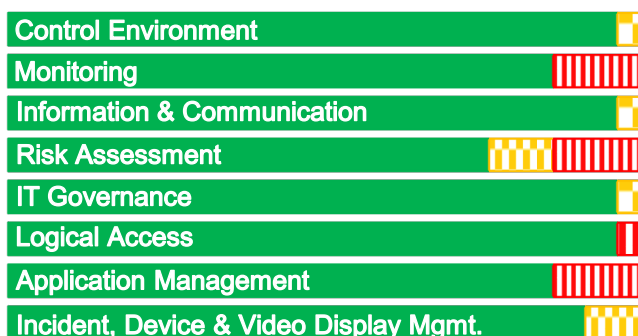 Control Environment
Monitoring
Information & Communication
Risk Assessment
IT Governance
Logical Access
Application Management
Incident, Device & Video Display Mgmt.